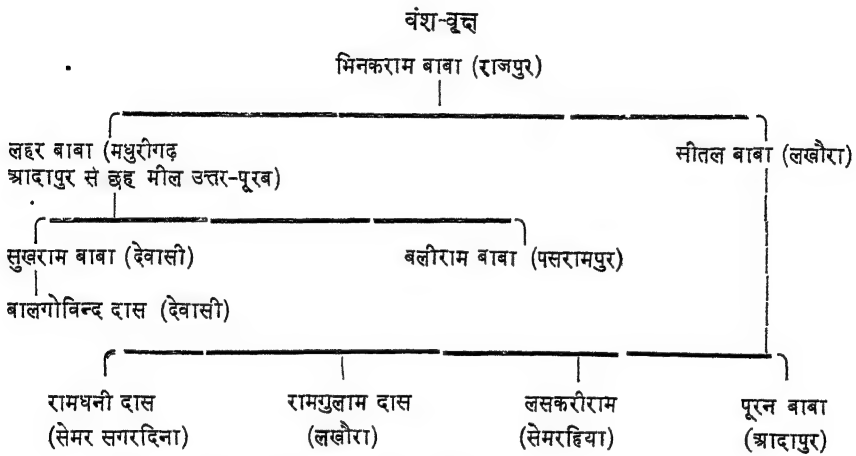 वंश-वृक्ष
भिनकराम बाबा (राजपुर)
लहर बाबा (मधुरीगढ़
आदापुर से छह मील उत्तर-पूरब)
सीतल बाबा (लखौरा)
सुखराम बाबा (देवासी)
बलीराम बाबा (पसरामपुर)
बालगोविन्द दास (देवासी)
रामधनी दास
(सेमर सगरदिना)
रामगुलाम दास
(लखौरा)
लसकरीराम
(सेमरहिया)
पूरन बाबा
(आदापुर)